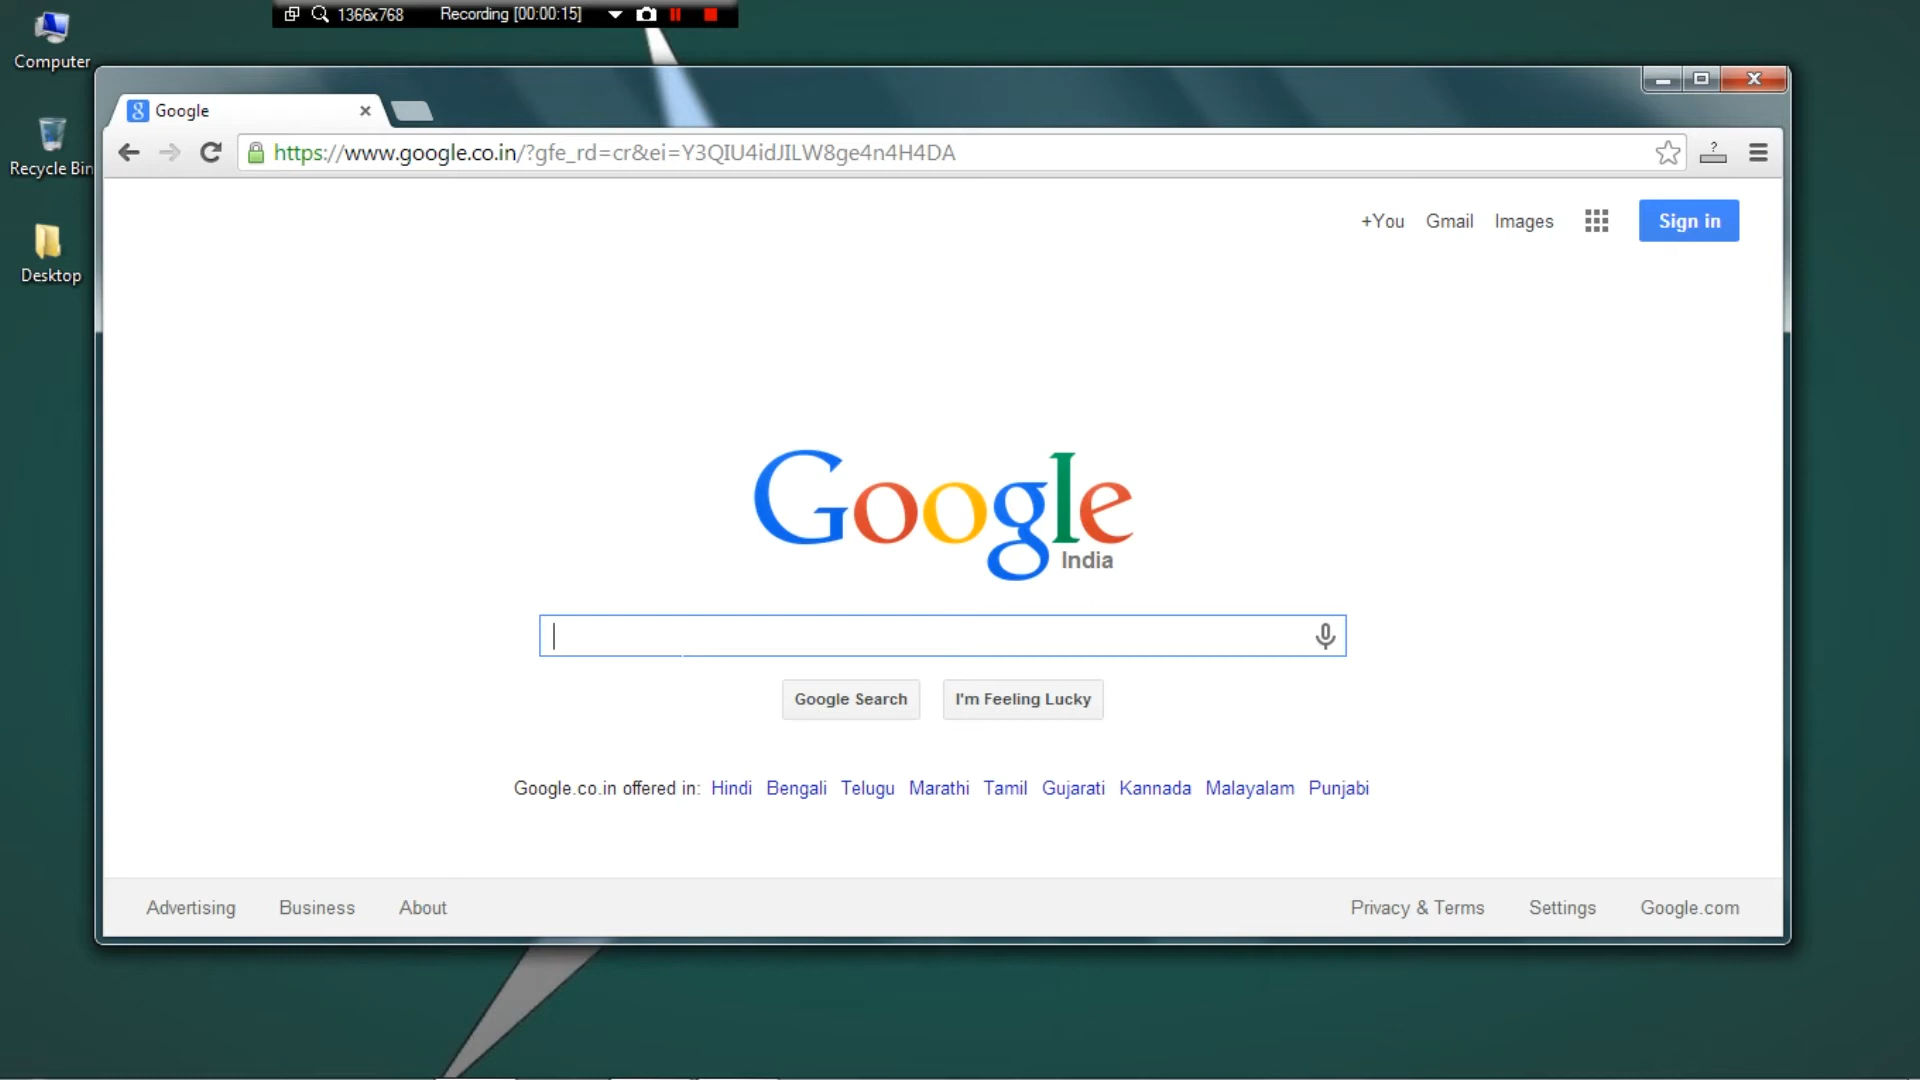 1366x768 Recording [00:00:15]
Computer
Google
https://www.google.co.in/?gfe_rd=cr&ei=Y3QIU4idJILW8ge4n4H4DA
Recycle Bin
+You Gmail Images Sign in
Desktop
Google
India
Google Search I'm Feeling Lucky
Google.co.in offered in: Hindi Bengali Telugu Marathi Tamil Gujarati Kannada Malayalam Punjabi
Advertising Business About Privacy & Terms Settings Google.com